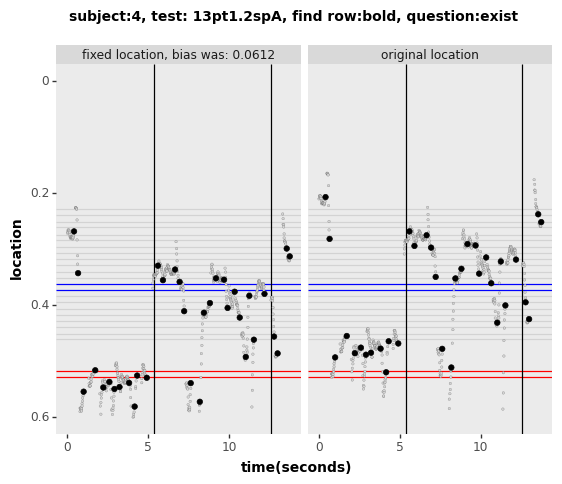 subject:4, test: 13pt1.2spA, find row:bold, question:exist
fixed location, bias was: 0.0612
original location
0
0.2
0.4
0.6
location
0
5
10
0
5
10
time(seconds)